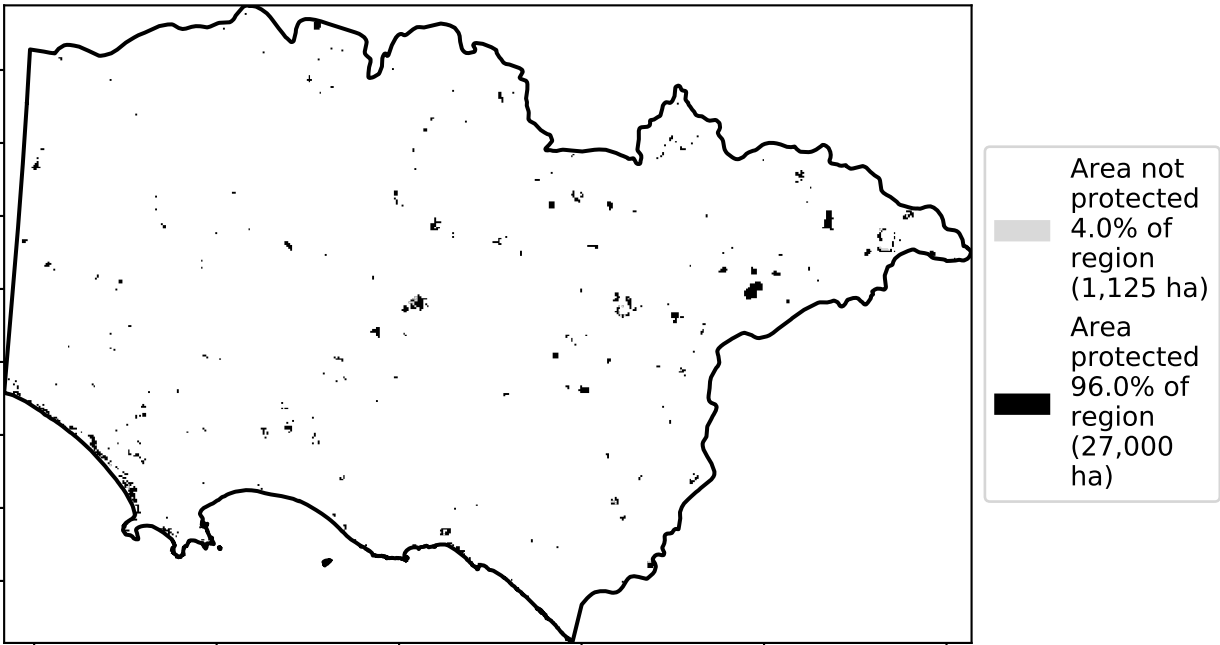 Area not
protected
4.0% of
region
(1,125 ha)
Area
protected
96.0% of
region
(27,000
ha)